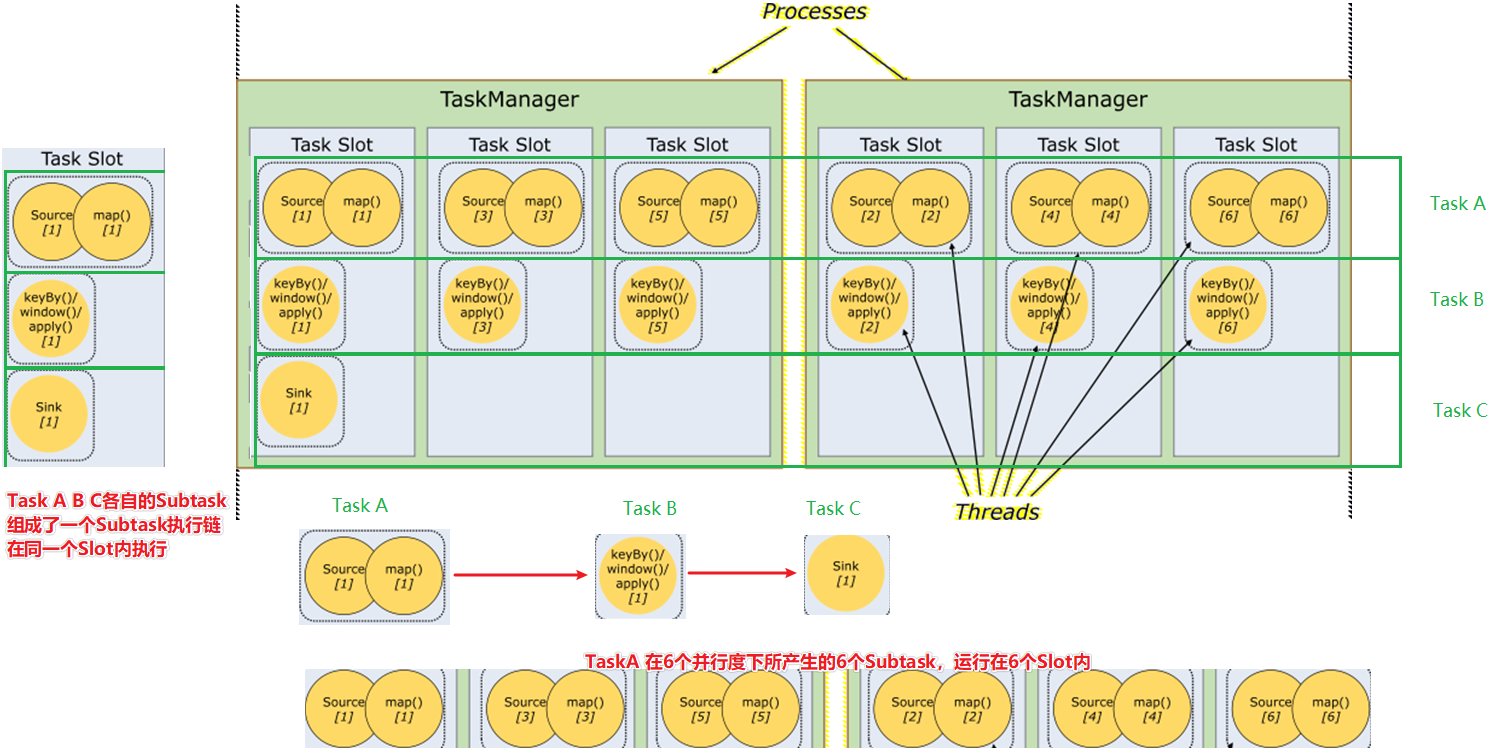 Processes
TaskManager
TaskManager
Task Slot
Task Slot
Task Slot
Task Slot
Task Slot
Task Slot
Task Slot
Source
[1]
map()
[1]
Source
[1]
map()
[1]
Source
[3]
map()
[3]
Source
[5]
map()
[5]
Source
[2]
map()
[2]
Source
[4]
map()
[4]
Source
[6]
map()
[6]
Task A
keyBy()/
window()/
apply()
[1]
keyBy()/
window()/
apply()
[1]
keyBy()/
window()/
apply()
[3]
keyBy()/
window()/
apply()
[5]
keyBy()/
window()/
apply()
[2]
keyBy()/
window()/
apply()
[4]
keyBy()/
window()/
apply()
[6]
Task B
Sink
[1]
Sink
[1]
Task C
Threads
Task A B C各自的Subtask
组成了一个Subtask执行链
在同一个Slot内执行
Task A
Task B
Task C
Source
[1]
map()
[1]
keyBy()/
window()/
apply()
[1]
Sink
[1]
TaskA 在6个并行度下所产生的6个Subtask，运行在6个Slot内
Source
[1]
map()
[1]
Source
[3]
map()
[3]
Source
[5]
map()
[5]
Source
[2]
map()
[2]
Source
[4]
map()
[4]
Source
[6]
map()
[6]